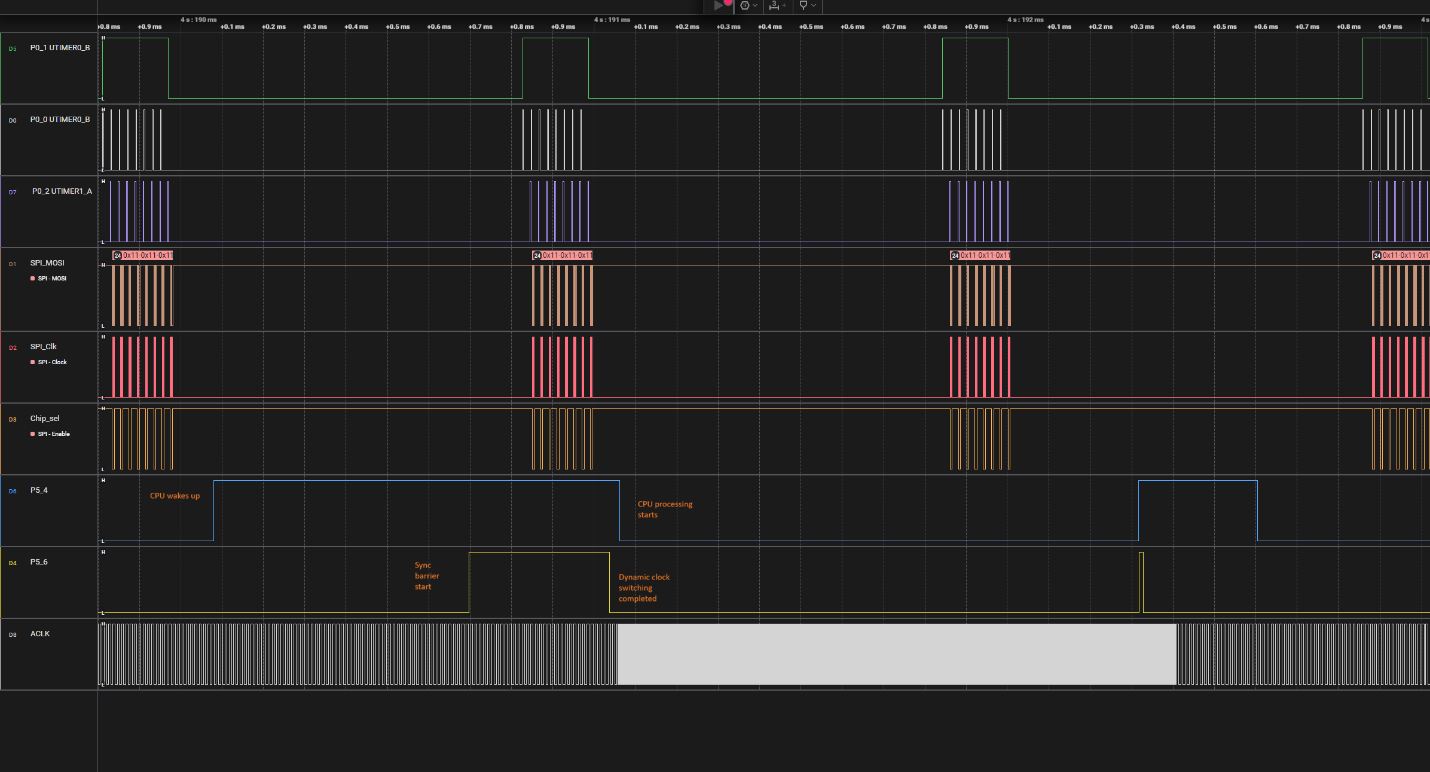 4 s : 190 ms 4 s : 191 ms 4 s : 192 ms 4 s
+0.8 ms +0.9 ms +0.1 ms +0.2 ms +0.3 ms +0.4 ms +0.5 ms +0.6 ms +0.7 ms +0.8 ms +0.9 ms +0.1 ms +0.2 ms +0.3 ms +0.4 ms +0.5 ms +0.6 ms +0.7 ms +0.8 ms +0.9 ms +0.1 ms +0.2 ms +0.3 ms +0.4 ms +0.5 ms +0.6 ms +0.7 ms +0.8 ms +0.9 ms
H
D5 P0_1 UTIMER0_B
L
H
D0 P0_0 UTIMER0_B
L
H
D7 P0_2 UTIMER1_A
L
24 0x11 0x11 0x11 24 0x11 0x11 0x11 24 0x11 0x11 0x11 24 0x11 0x11 0x1
D1 SPI_MOSI H
SPI - MOSI
L
H
D2 SPI_Clk
SPI - Clock
L
H
D3 Chip_sel
SPI - Enable
L
H
D6 P5_4
CPU wakes up
CPU processing
starts
L
H
D4 P5_6
Sync
barrier
start
Dynamic clock
switching
completed
L
H
D8 ACLK
L